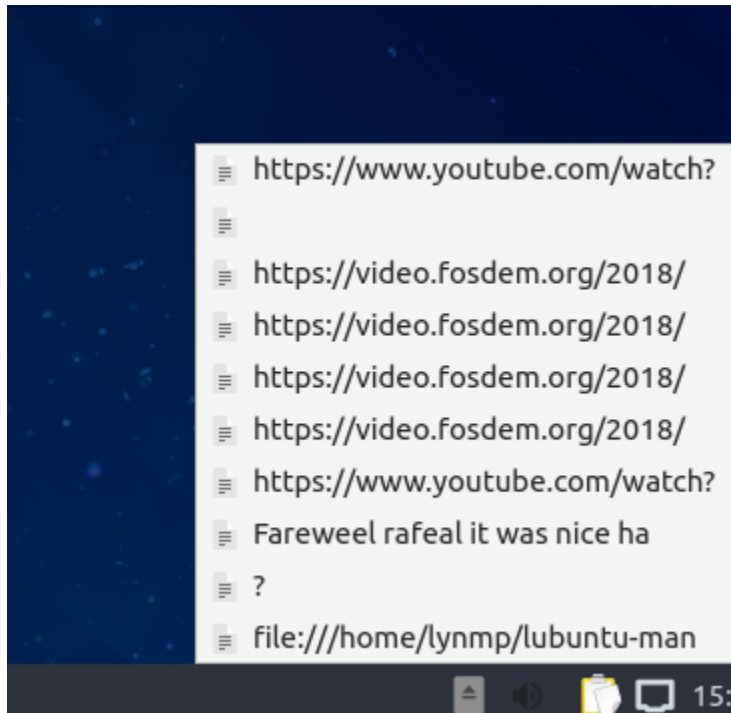 https://www.youtube.com/watch?
https://video.fosdem.org/2018/
https://video.fosdem.org/2018/
https://video.fosdem.org/2018/
https://video.fosdem.org/2018/
https://www.youtube.com/watch?
Fareweel rafeal it was nice ha
?
file:///home/lynmp/lubuntu-man
15: